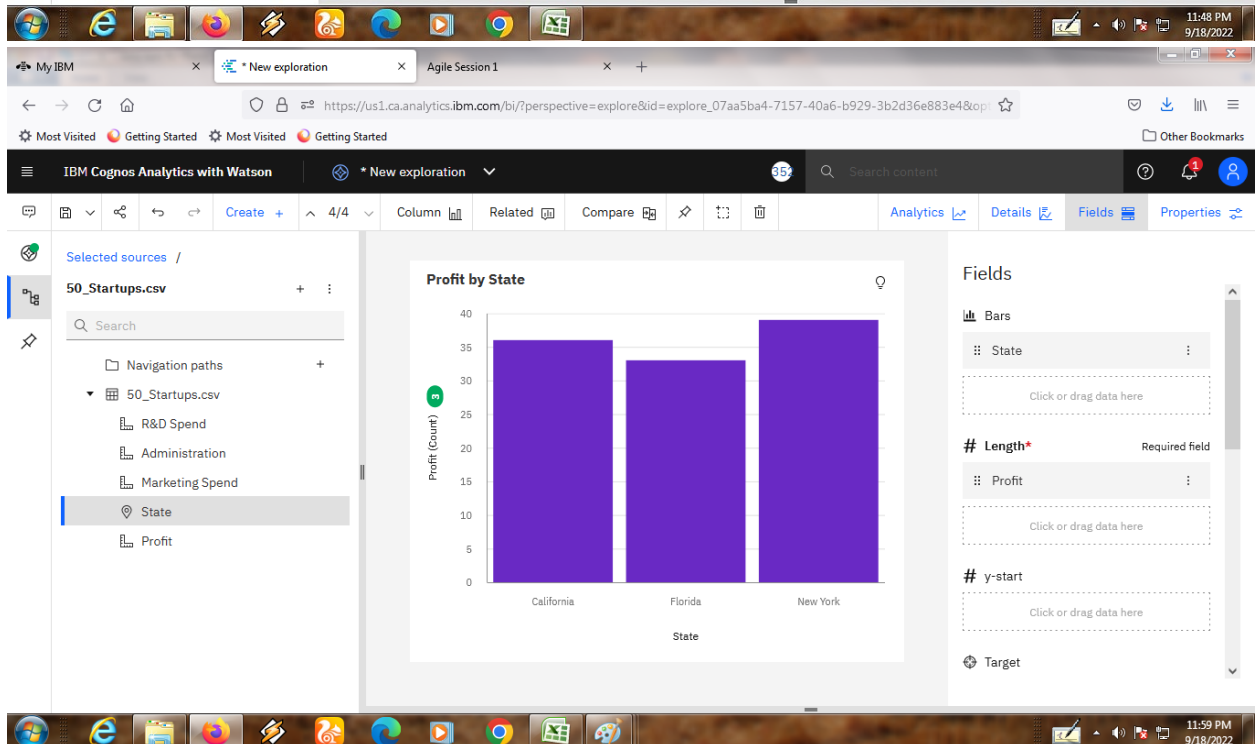 11:48 PM
9/18/2022
My IBM
* New exploration
Agile Session 1
https://us1.ca.analytics.ibm.com/bi/?perspective=explore&id=explore_07aa5ba4-7157-40a6-b929-3b2d36e883e4&opt
Most Visited Getting Started Most Visited Getting Started Other Bookmarks
IBM Cognos Analytics with Watson * New exploration 352 Search content 1
Create + 4/4 Column Related Compare Analytics Details Fields Properties
Selected sources /
50_Startups.csv
Search
Navigation paths
50_Startups.csv
R&D Spend
Administration
Marketing Spend
State
Profit
Profit by State
40
35
30
25
20
15
10
5
0
3
Profit (Count)
California Florida New York
State
Fields
Bars
State
Click or drag data here
# Length* Required field
Profit
Click or drag data here
# y-start
Click or drag data here
Target
11:59 PM
9/18/2022